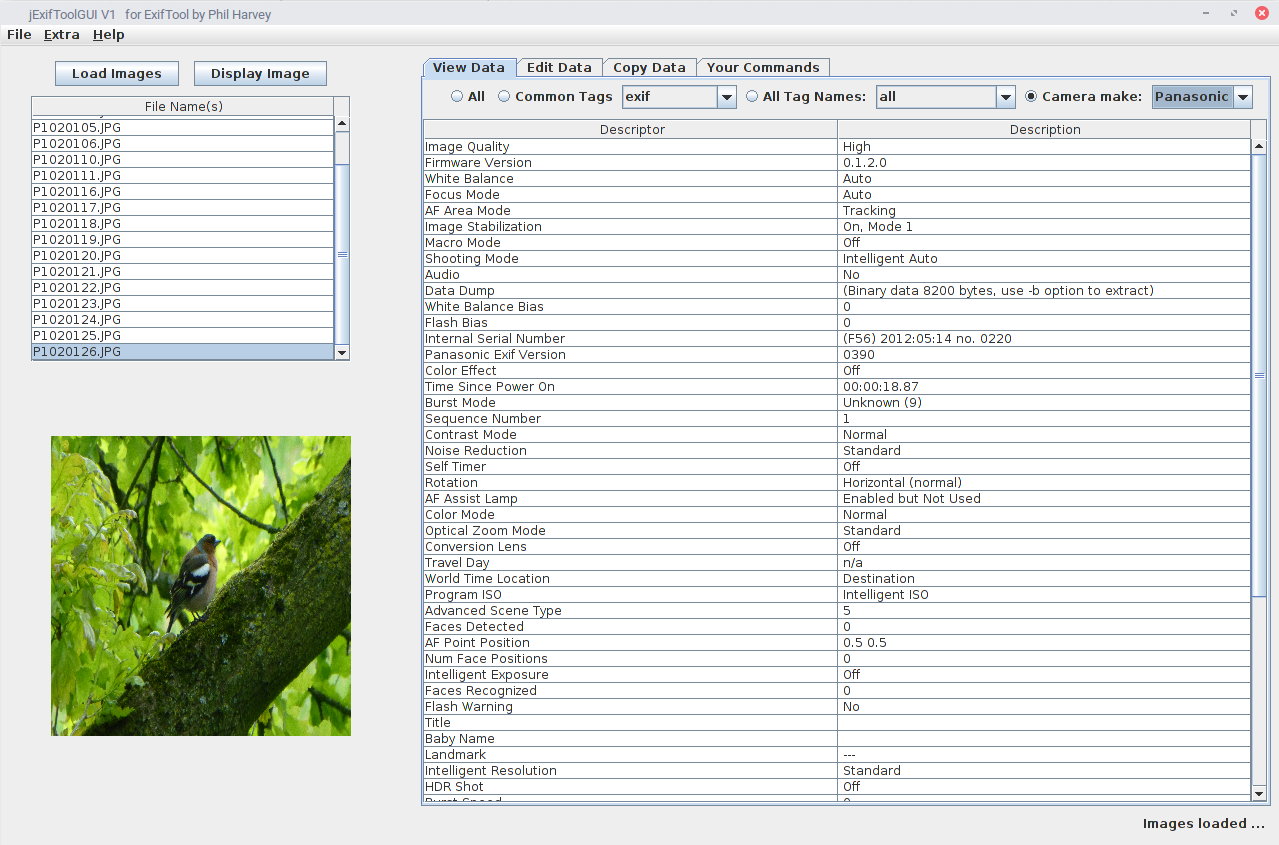 jExifToolGUI V1 for ExifTool by Phil Harvey
File Extra Help
Load Images Display Image
File Name(s)
P1020105.JPG
P1020106.JPG
P1020110.JPG
P1020111.JPG
P1020116.JPG
P1020117.JPG
P1020118.JPG
P1020119.JPG
P1020120.JPG
P1020121.JPG
P1020122.JPG
P1020123.JPG
P1020124.JPG
P1020125.JPG
P1020126.JPG
View Data Edit Data Copy Data Your Commands
All Common Tags exif All Tag Names: all Camera make: Panasonic
Descriptor Description
Image Quality High
Firmware Version 0.1.2.0
White Balance Auto
Focus Mode Auto
AF Area Mode Tracking
Image Stabilization On, Mode 1
Macro Mode Off
Shooting Mode Intelligent Auto
Audio No
Data Dump (Binary data 8200 bytes, use -b option to extract)
White Balance Bias 0
Flash Bias 0
Internal Serial Number (F56) 2012:05:14 no. 0220
Panasonic Exif Version 0390
Color Effect Off
Time Since Power On 00:00:18.87
Burst Mode Unknown (9)
Sequence Number 1
Contrast Mode Normal
Noise Reduction Standard
Self Timer Off
Rotation Horizontal (normal)
AF Assist Lamp Enabled but Not Used
Color Mode Normal
Optical Zoom Mode Standard
Conversion Lens Off
Travel Day n/a
World Time Location Destination
Program ISO Intelligent ISO
Advanced Scene Type 5
Faces Detected 0
AF Point Position 0.5 0.5
Num Face Positions 0
Intelligent Exposure Off
Faces Recognized 0
Flash Warning No
Title
Baby Name
Landmark ---
Intelligent Resolution Standard
HDR Shot Off
Burst Speed 0
Images loaded ...